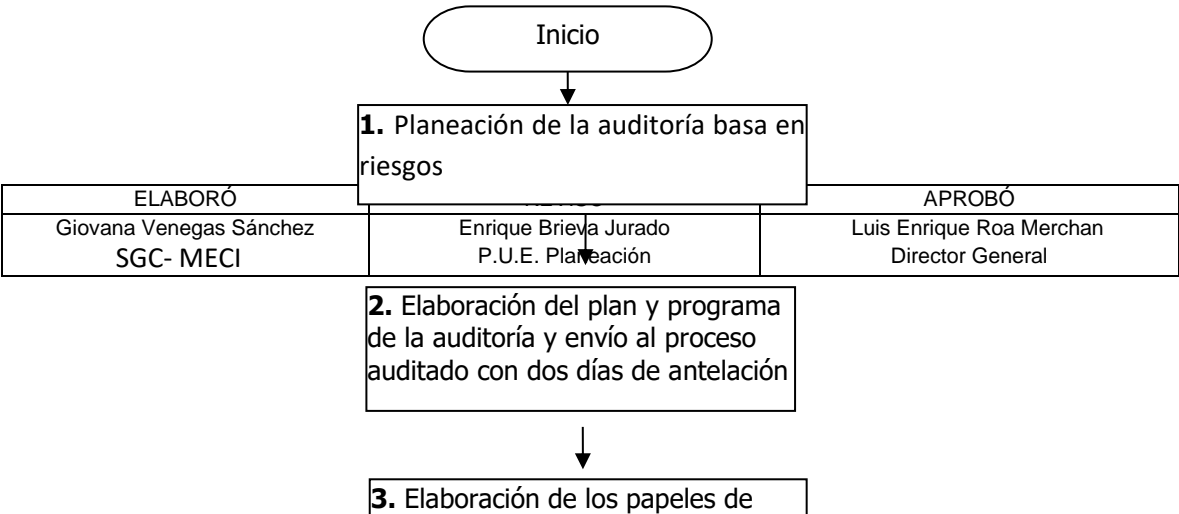 Inicio
1. Planeación de la auditoría basa en
riesgos
ELABORÓ APROBÓ
Giovana Venegas Sánchez Enrique Brieva Jurado Luis Enrique Roa Merchan
SGC- MECI P.U.E. Planeación Director General
2. Elaboración del plan y programa
de la auditoría y envío al proceso
auditado con dos días de antelación
3. Elaboración de los papeles de